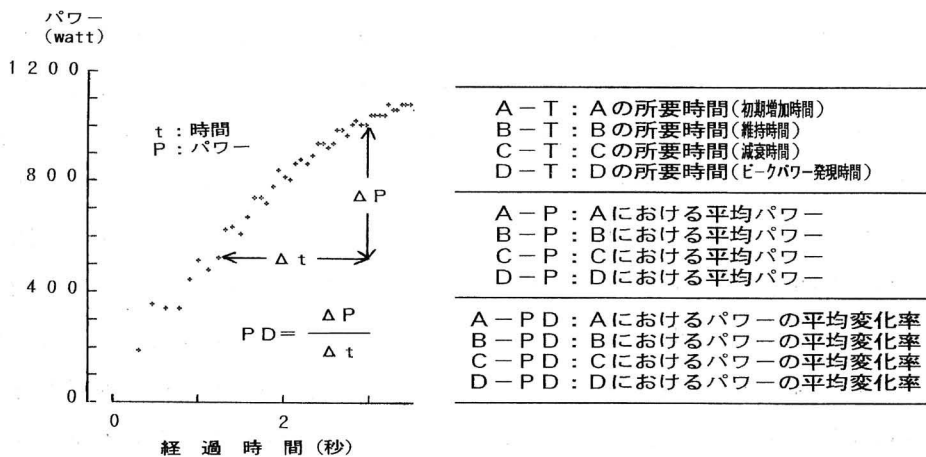 パワー
(watt)
1200
800
400
0
t：時間
P：パワー
ΔP
Δt
PD＝ΔP/Δt
0
2
経過時間(秒)
A－T：Aの所要時間(初期増加時間)
B－T：Bの所要時間(維持時間)
C－T：Cの所要時間(減衰時間)
D－T：Dの所要時間(ピークパワー発現時間)
A－P：Aにおける平均パワー
B－P：Bにおける平均パワー
C－P：Cにおける平均パワー
D－P：Dにおける平均パワー
A－PD：Aにおけるパワーの平均変化率
B－PD：Bにおけるパワーの平均変化率
C－PD：Cにおけるパワーの平均変化率
D－PD：Dにおけるパワーの平均変化率